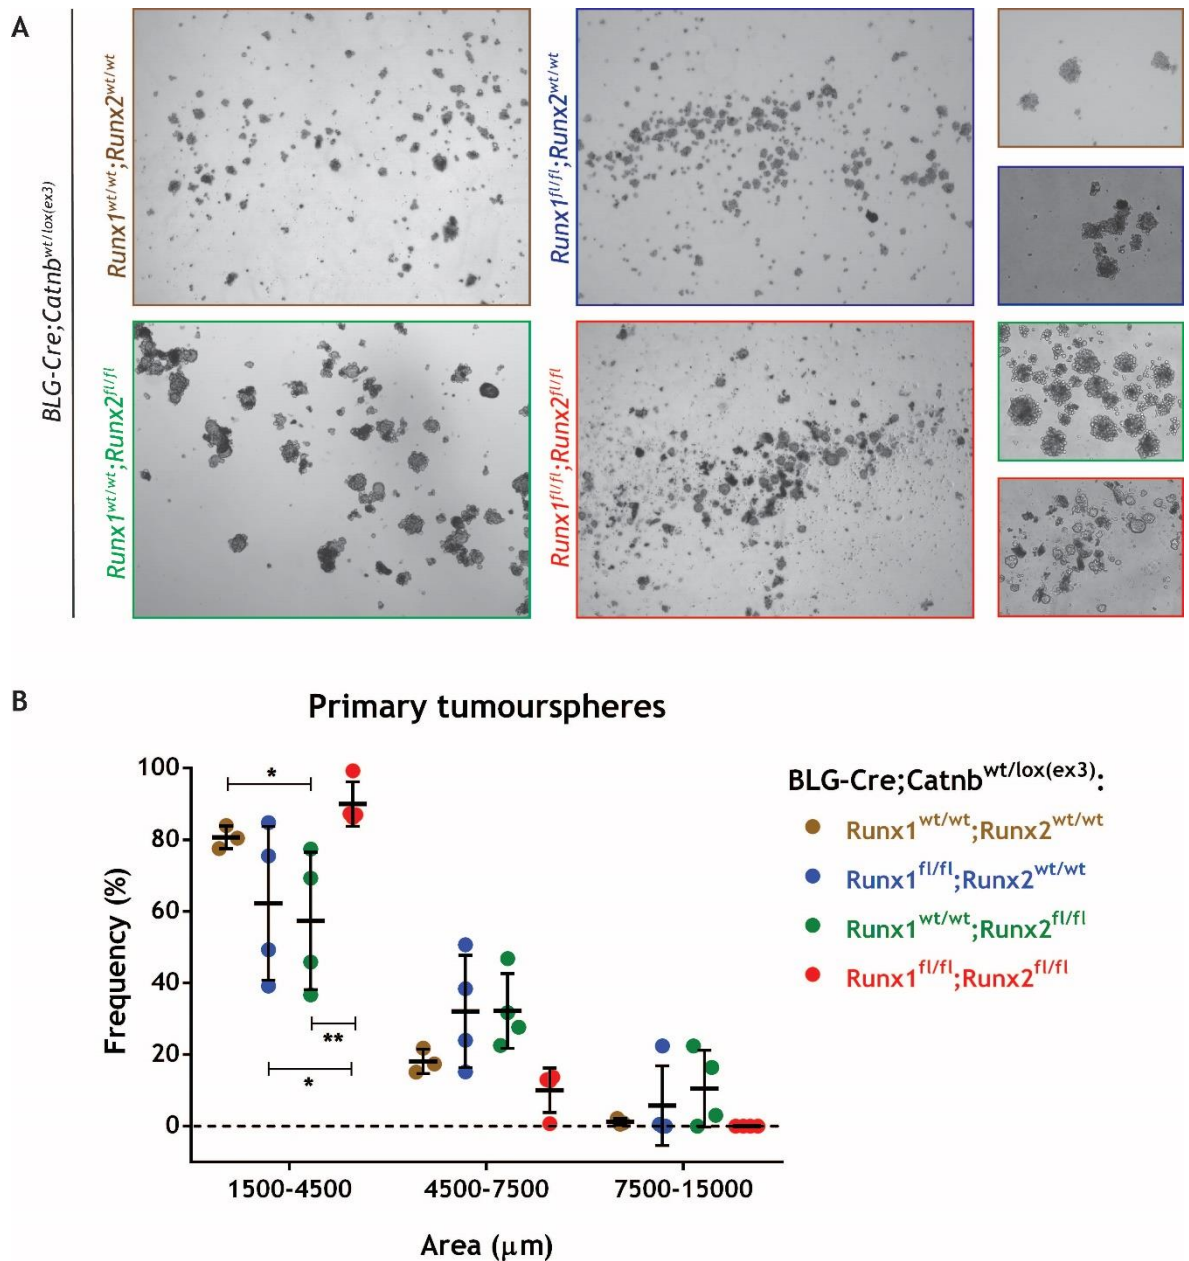 A
BLG-Cre;Catnb^wt/lox(ex3)
Runx1^wt/wt;Runx2^wt/wt
Runx1^fl/fl;Runx2^wt/wt
Runx1^wt/wt;Runx2^fl/fl
Runx1^fl/fl;Runx2^fl/fl
B
Primary tumourspheres
Frequency (%)
100
80
60
40
20
0
*
**
*
1500-4500
4500-7500
7500-15000
Area (μm)
BLG-Cre;Catnb^wt/lox(ex3):
Runx1^wt/wt;Runx2^wt/wt
Runx1^fl/fl;Runx2^wt/wt
Runx1^wt/wt;Runx2^fl/fl
Runx1^fl/fl;Runx2^fl/fl